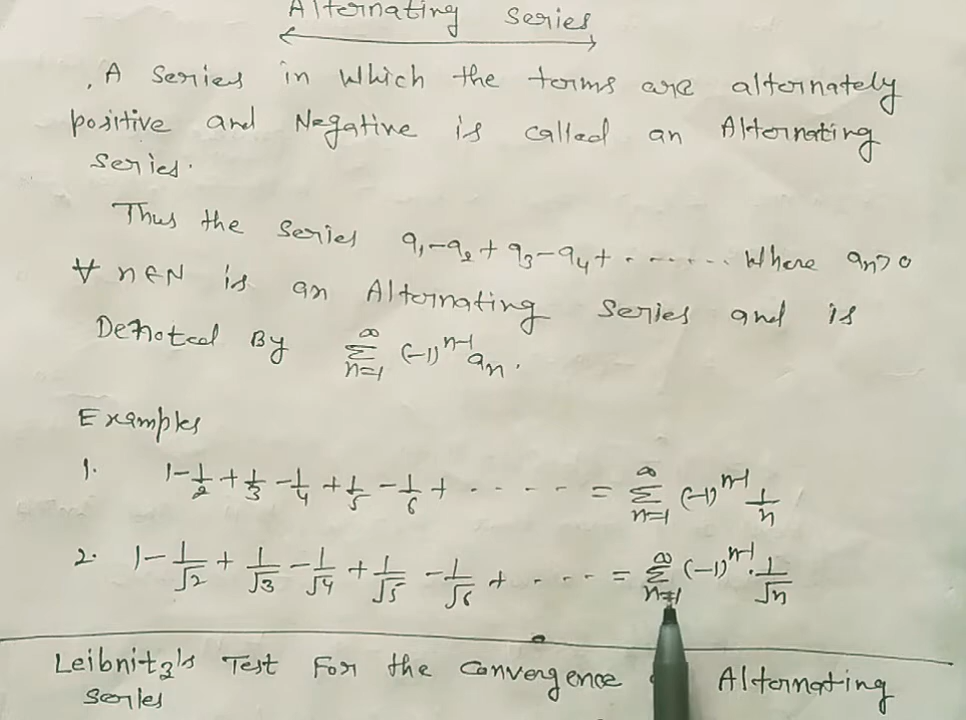 Alternating Series
A series in which the terms are alternately
positive and Negative is called an Alternating
series.
Thus the series a₁-a₂+a₃-a₄+....... Where aₙ>0
∀ n∈N is an Alternating series and is
Denoted By ∑_{n=1}^{∞} (-1)^{n-1} aₙ.
Examples
1. 1-1/2+1/3-1/4+1/5-1/6+ ..... = ∑_{n=1}^{∞} (-1)^{n-1} 1/n
2. 1-1/√2+1/√3-1/√4+1/√5-1/√6+ .... = ∑_{n=1}^{∞} (-1)^{n-1}.1/√n
Leibnitz's Test For the Convergence Alternating
Series